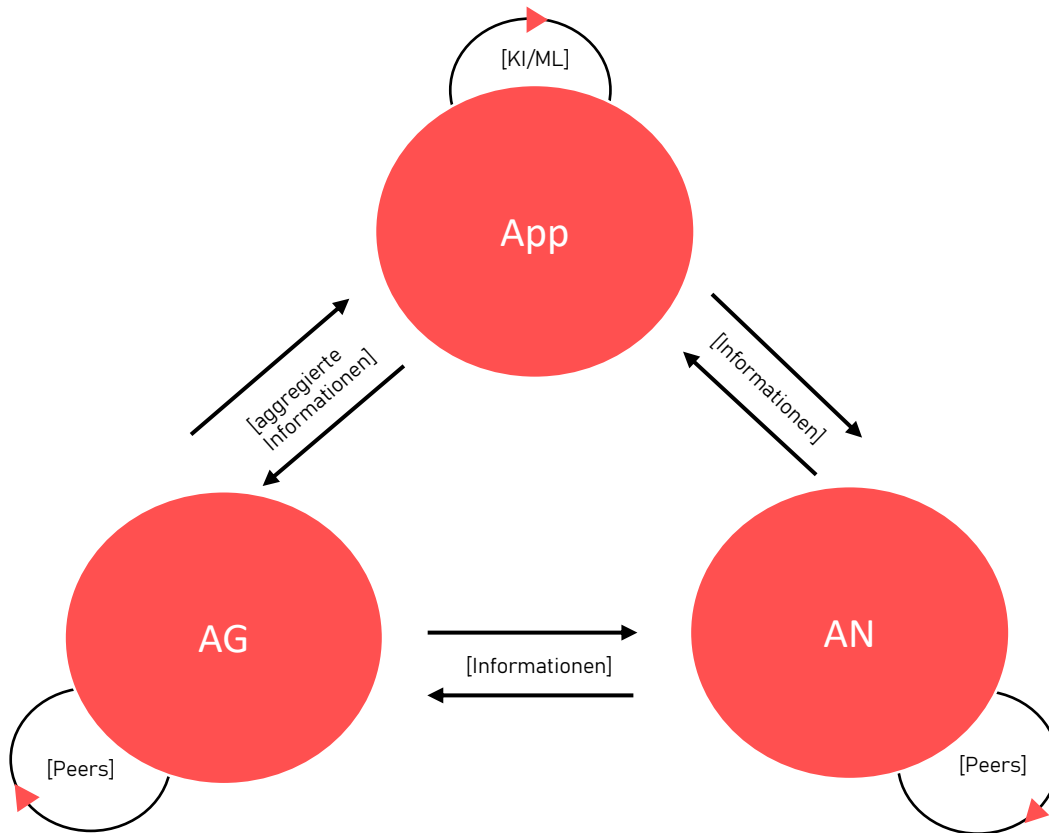 [KI/ML]
App
[aggregierte
Informationen]
[Informationen]
AG
[Informationen]
AN
[Peers]
[Peers]